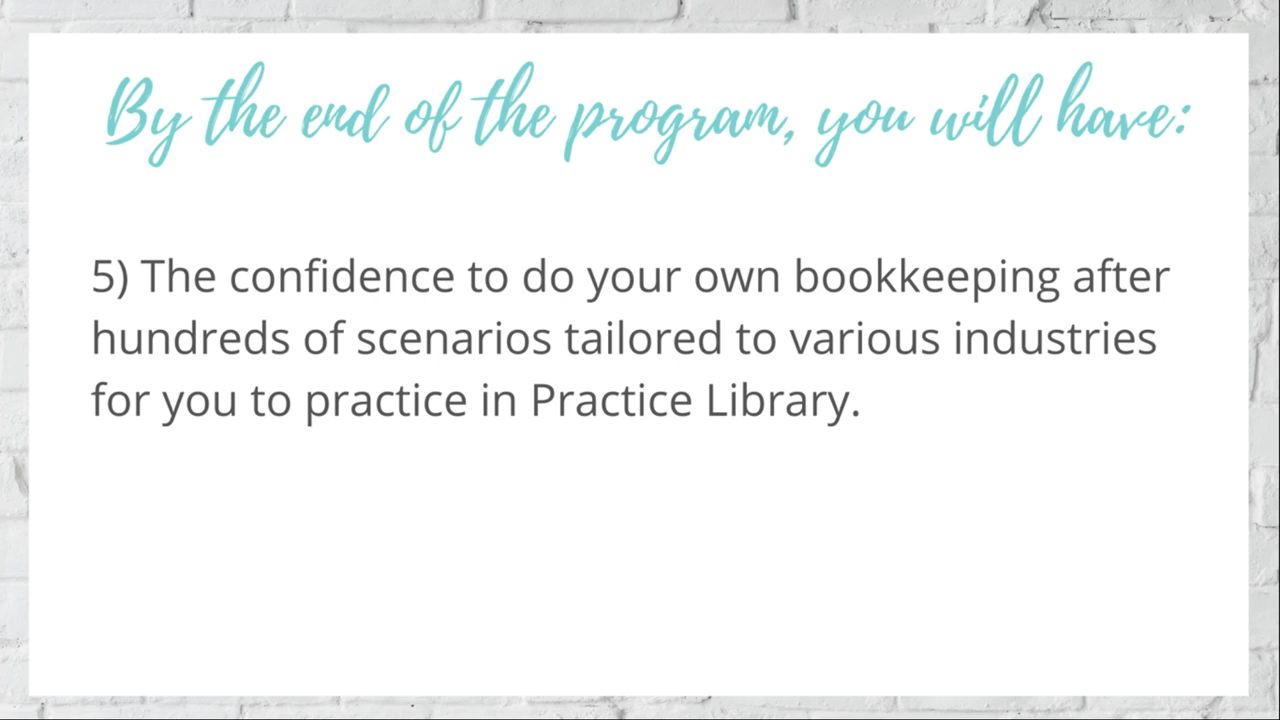 By the end of the program, you will have:
5) The confidence to do your own bookkeeping after
hundreds of scenarios tailored to various industries
for you to practice in Practice Library.